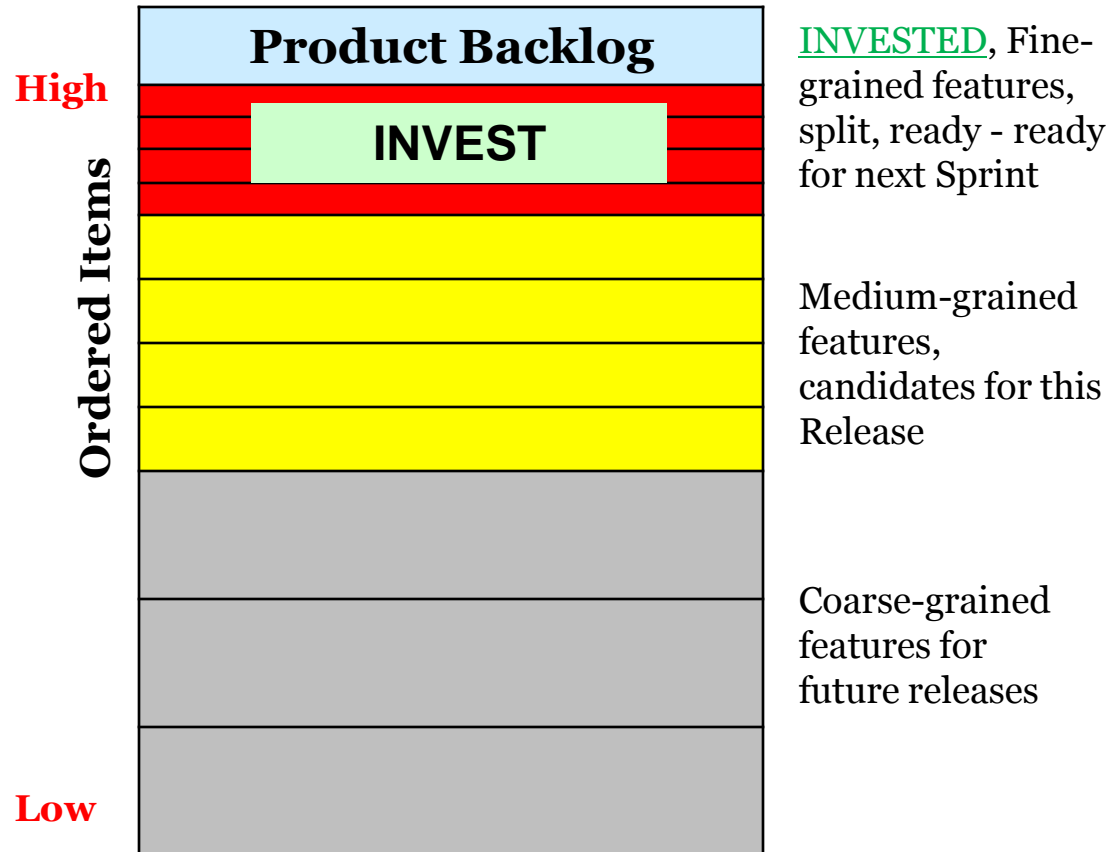 Product Backlog
High
INVEST
Ordered Items
Low
INVESTED, Fine-
grained features,
split, ready - ready
for next Sprint
Medium-grained
features,
candidates for this
Release
Coarse-grained
features for
future releases